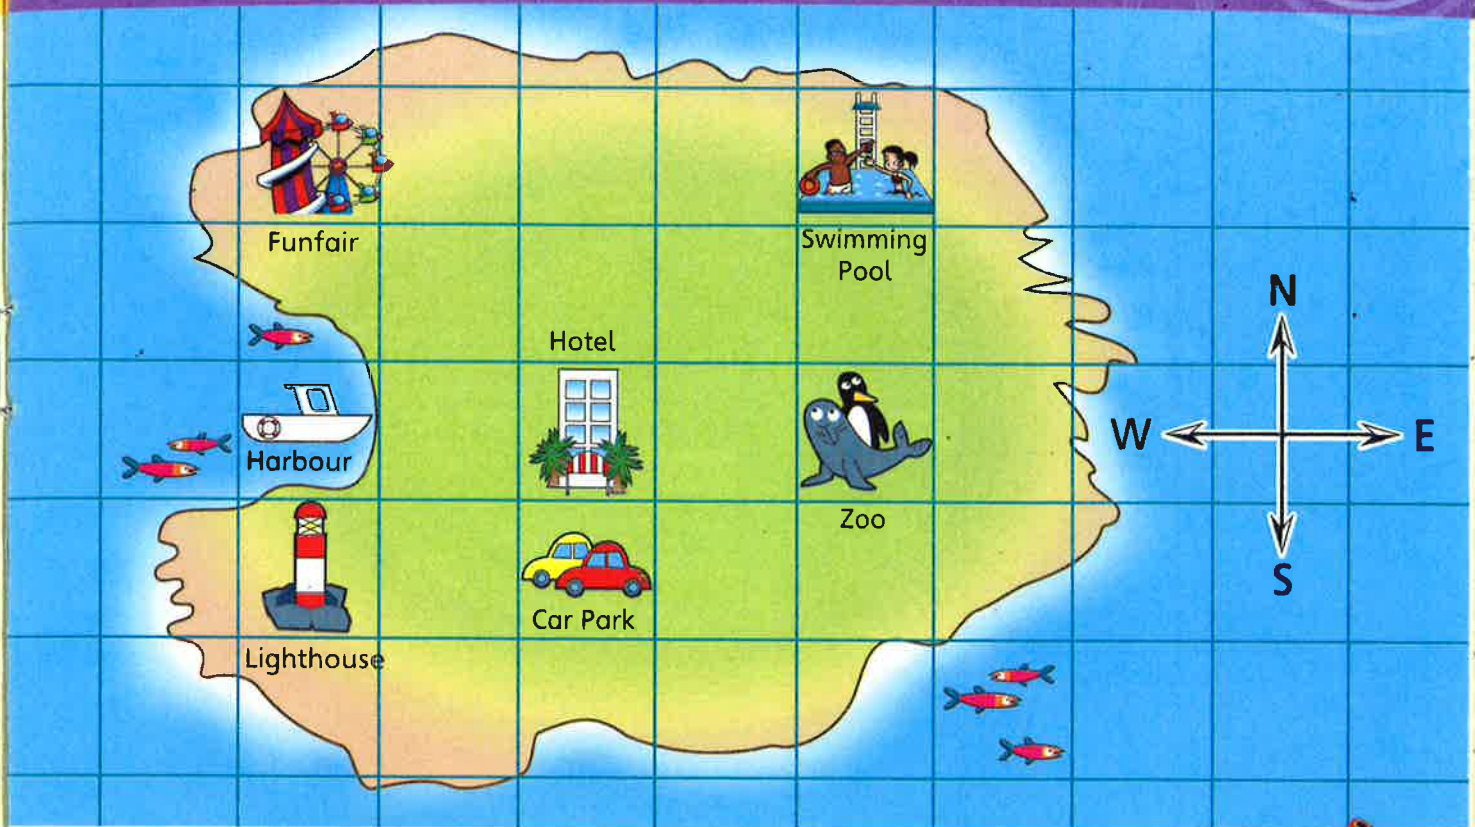 Funfair
Swimming
Pool
N
Hotel
W
E
Harbour
Zoo
S
Car Park
Lighthouse